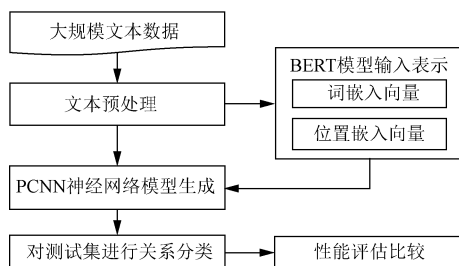 大规模文本数据
文本预处理
BERT模型输入表示
词嵌入向量
位置嵌入向量
PCNN神经网络模型生成
对测试集进行关系分类
性能评估比较